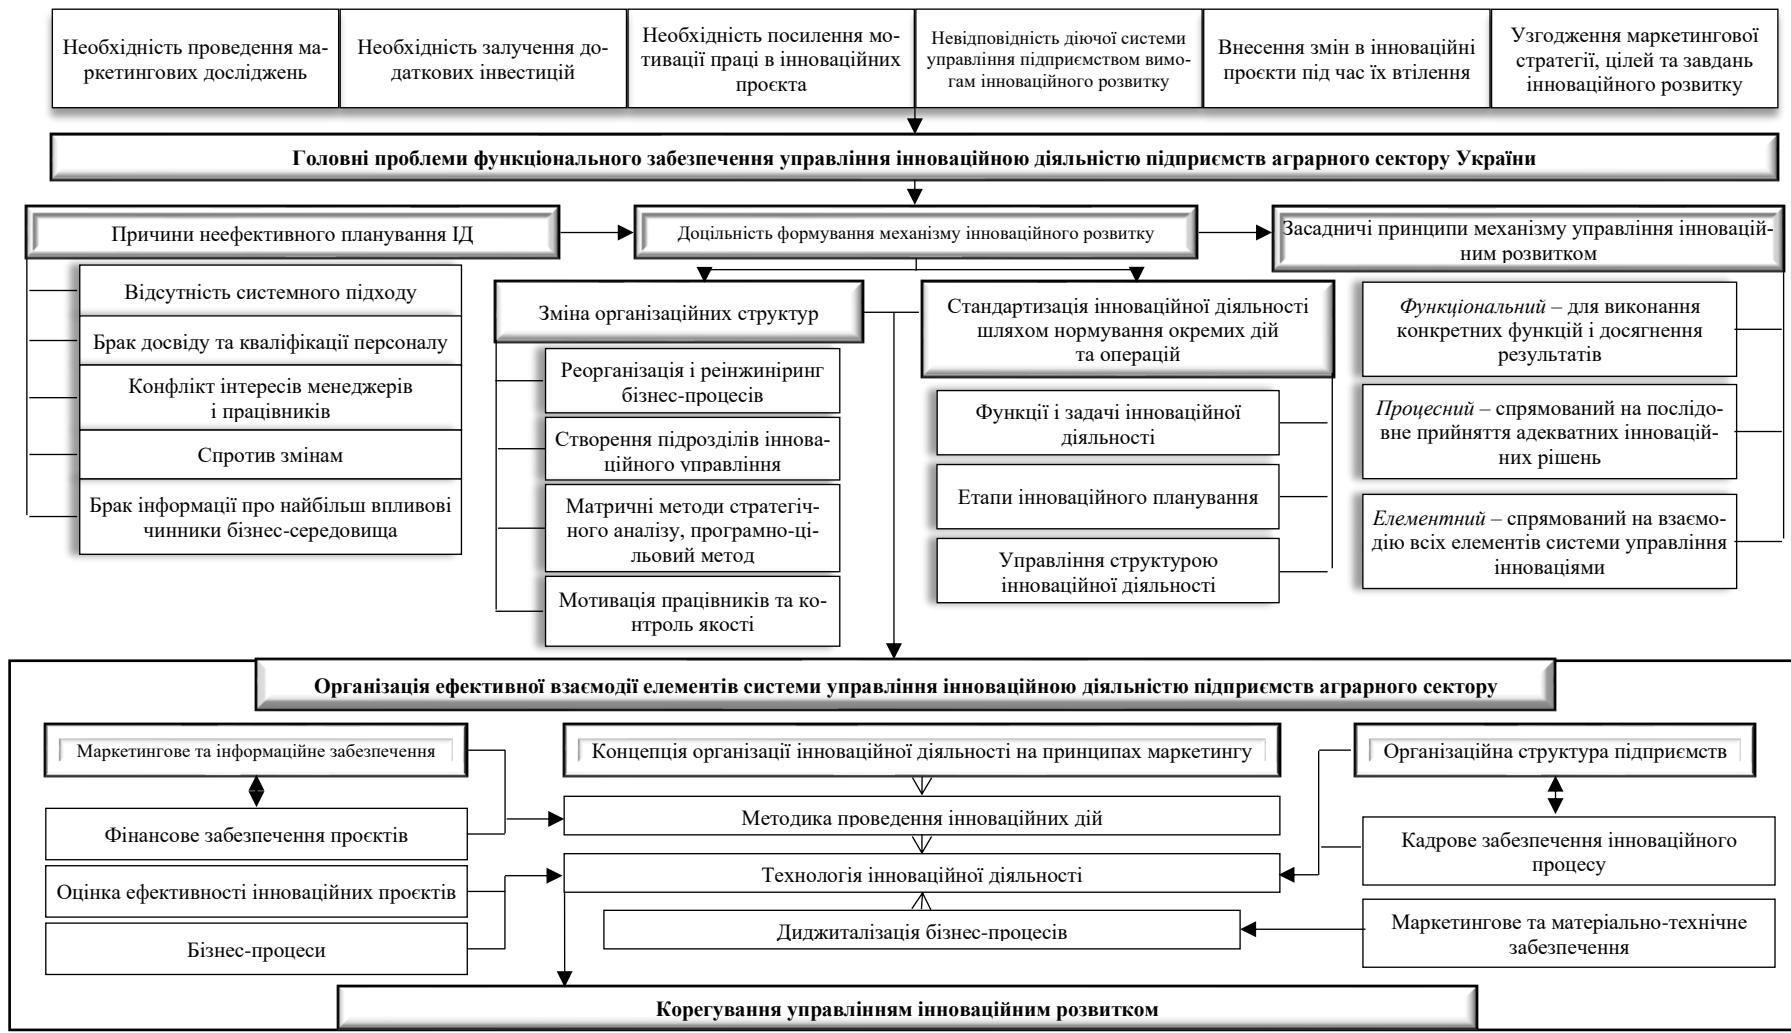 Необхідність проведення ма-
ркетингових досліджень
Необхідність залучення до-
даткових інвестицій
Необхідність посилення мо-
тивації праці в інноваційних
проєкта
Невідповідність діючої системи
управління підприємством вимо-
гам інноваційного розвитку
Внесення змін в інноваційні
проєкти під час їх втілення
Узгодження маркетингової
стратегії, цілей та завдань
інноваційного розвитку
Головні проблеми функціонального забезпечення управління інноваційною діяльністю підприємств аграрного сектору України
Причини неефективного планування ІД
Доцільність формування механізму інноваційного розвитку
Засадничі принципи механізму управління інновацій-
ним розвитком
Відсутність системного підходу
Брак досвіду та кваліфікації персоналу
Конфлікт інтересів менеджерів
і працівників
Спротив змінам
Брак інформації про найбільш впливові
чинники бізнес-середовища
Зміна організаційних структур
Реорганізація і реінжиніринг
бізнес-процесів
Створення підрозділів іннова-
ційного управління
Матричні методи стратегіч-
ного аналізу, програмно-ці-
льовий метод
Мотивація працівників та ко-
нтроль якості
Стандартизація інноваційної діяльності
шляхом нормування окремих дій
та операцій
Функції і задачі інноваційної
діяльності
Етапи інноваційного планування
Управління структурою
інноваційної діяльності
Функціональний – для виконання
конкретних функцій і досягнення
результатів
Процесний – спрямований на послідо-
вне прийняття адекватних інновацій-
них рішень
Елементний – спрямований на взаємо-
дію всіх елементів системи управління
інноваціями
Організація ефективної взаємодії елементів системи управління інноваційною діяльністю підприємств аграрного сектору
Маркетингове та інформаційне забезпечення
Концепція організації інноваційної діяльності на принципах маркетингу
Організаційна структура підприємств
Фінансове забезпечення проєктів
Методика проведення інноваційних дій
Кадрове забезпечення інноваційного
процесу
Оцінка ефективності інноваційних проєктів
Технологія інноваційної діяльності
Бізнес-процеси
Диджиталізація бізнес-процесів
Маркетингове та матеріально-технічне
забезпечення
Корегування управлінням інноваційним розвитком